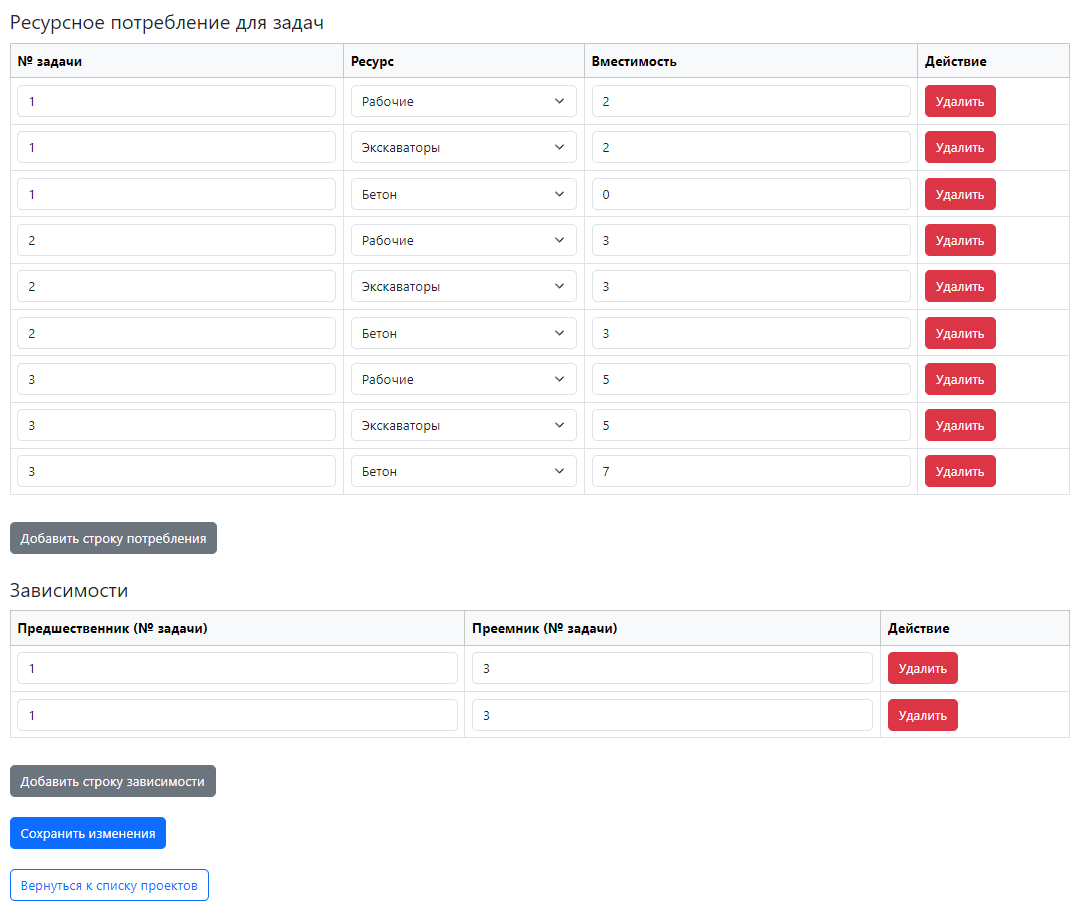 Ресурсное потребление для задач
№ задачи Ресурс Вместимость Действие
1 Рабочие 2 Удалить
1 Экскаваторы 2 Удалить
1 Бетон 0 Удалить
2 Рабочие 3 Удалить
2 Экскаваторы 3 Удалить
2 Бетон 3 Удалить
3 Рабочие 5 Удалить
3 Экскаваторы 5 Удалить
3 Бетон 7 Удалить
Добавить строку потребления
Зависимости
Предшественник (№ задачи) Преемник (№ задачи) Действие
1 3 Удалить
1 3 Удалить
Добавить строку зависимости
Сохранить изменения
Вернуться к списку проектов